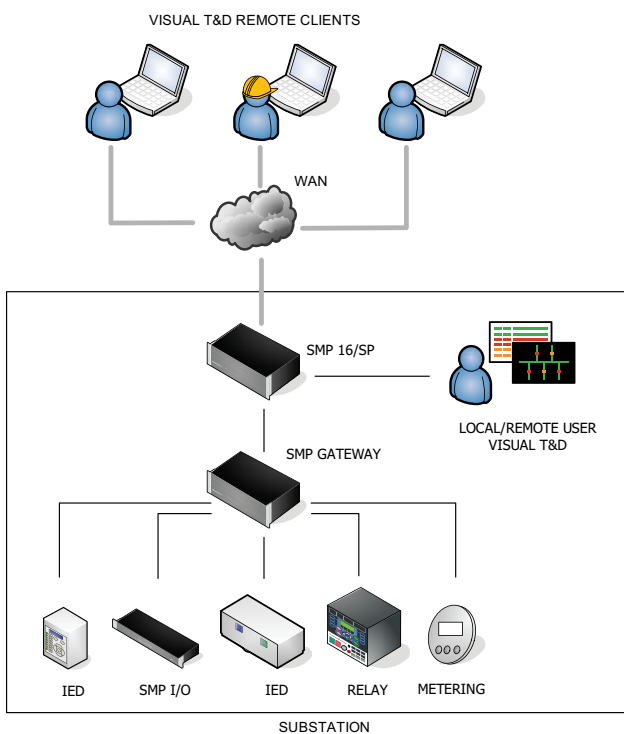 VISUAL T&D REMOTE CLIENTS
WAN
SMP 16/SP
LOCAL/REMOTE USER
VISUAL T&D
SMP GATEWAY
IED
SMP I/O
IED
RELAY
METERING
SUBSTATION